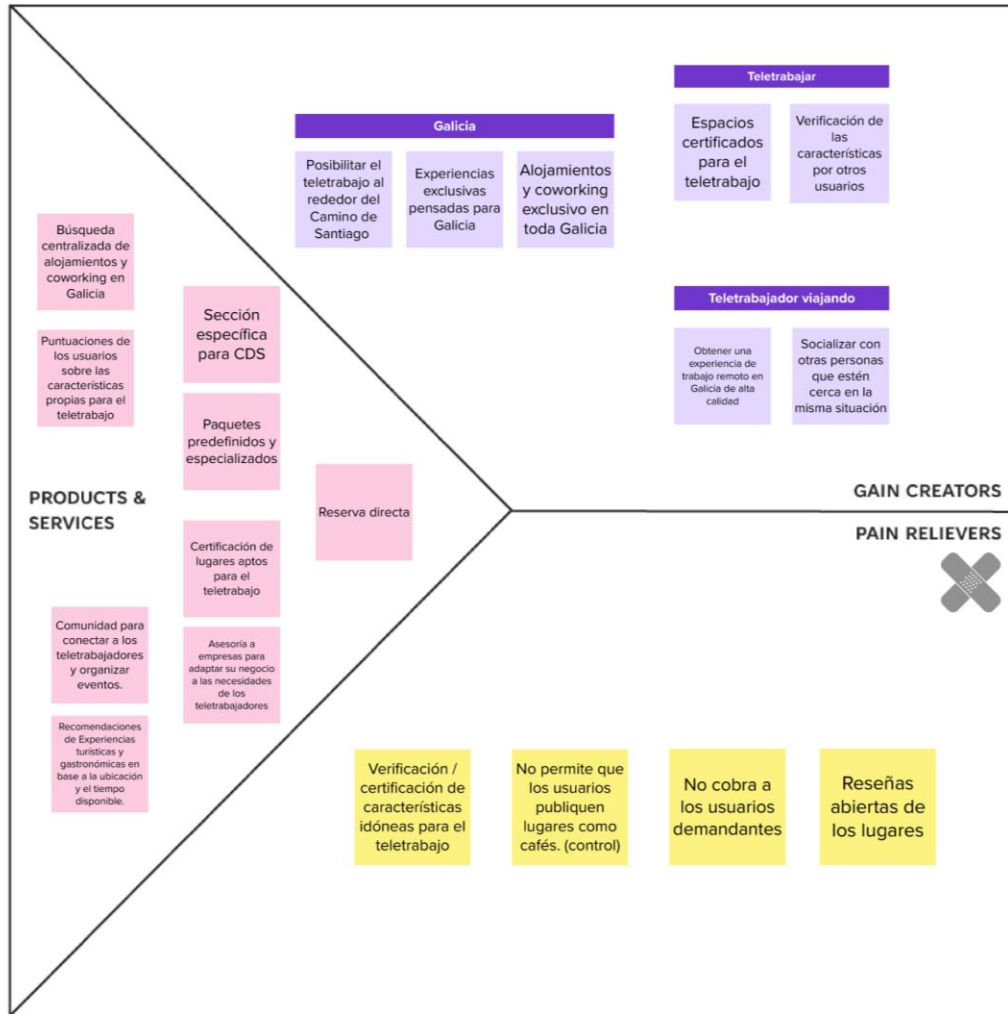 Teletrabajar
Espacios
certificados
para el
teletrabajo
Verificación de
las
características
por otros
usuarios
Galicia
Posibilitar el
teletrabajo al
rededor del
Camino de
Santiago
Experiencias
exclusivas
pensadas para
Galicia
Alojamientos
y coworking
exclusivo en
toda Galicia
Teletrabajador viajando
Obtener una
experiencia de
trabajo remoto en
Galicia de alta
calidad
Socializar con
otras personas
que estén
cerca en la
misma situación
Búsqueda
centralizada de
alojamientos y
coworking en
Galicia
Puntuaciones de
los usuarios
sobre las
características
propias para el
teletrabajo
Sección
específica
para CDS
Paquetes
predefinidos y
especializados
Reserva directa
PRODUCTS &
SERVICES
Certificación de
lugares aptos
para el
teletrabajo
Comunidad para
conectar a los
teletrabajadores
y organizar
eventos.
Asesoría a
empresas para
adaptar su negocio
a las necesidades
de los
teletrabajadores
Recomendaciones
de Experiencias
turísticas y
gastronómicas en
base a la ubicación
y el tiempo
disponible.
GAIN CREATORS
PAIN RELIEVERS
Verificación /
certificación de
características
idóneas para el
teletrabajo
No permite que
los usuarios
publiquen
lugares como
cafés. (control)
No cobra a
los usuarios
demandantes
Reseñas
abiertas de
los lugares